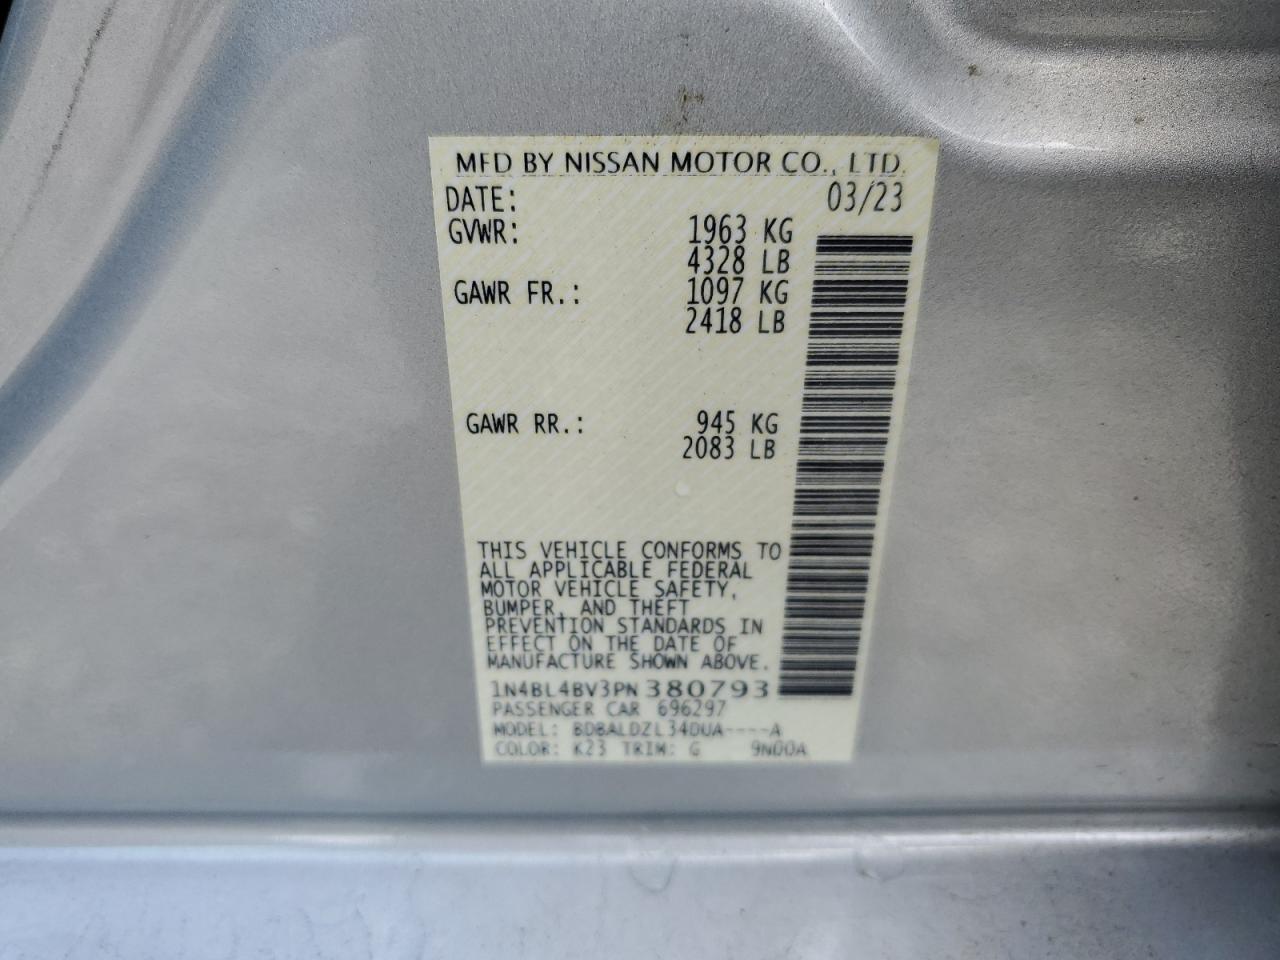 MFD BY NISSAN MOTOR CO., LTD.
DATE: 03/23
GVWR: 1963 KG
4328 LB
GAWR FR.: 1097 KG
2418 LB
GAWR RR.: 945 KG
2083 LB
THIS VEHICLE CONFORMS TO
ALL APPLICABLE FEDERAL
MOTOR VEHICLE SAFETY,
BUMPER, AND THEFT
PREVENTION STANDARDS IN
EFFECT ON THE DATE OF
MANUFACTURE SHOWN ABOVE.
1N4BL4BV3PN380793
PASSENGER CAR 696297
MODEL: BDBALDZL34DUA----A
COLOR: K23 TRIM: G 9N00A